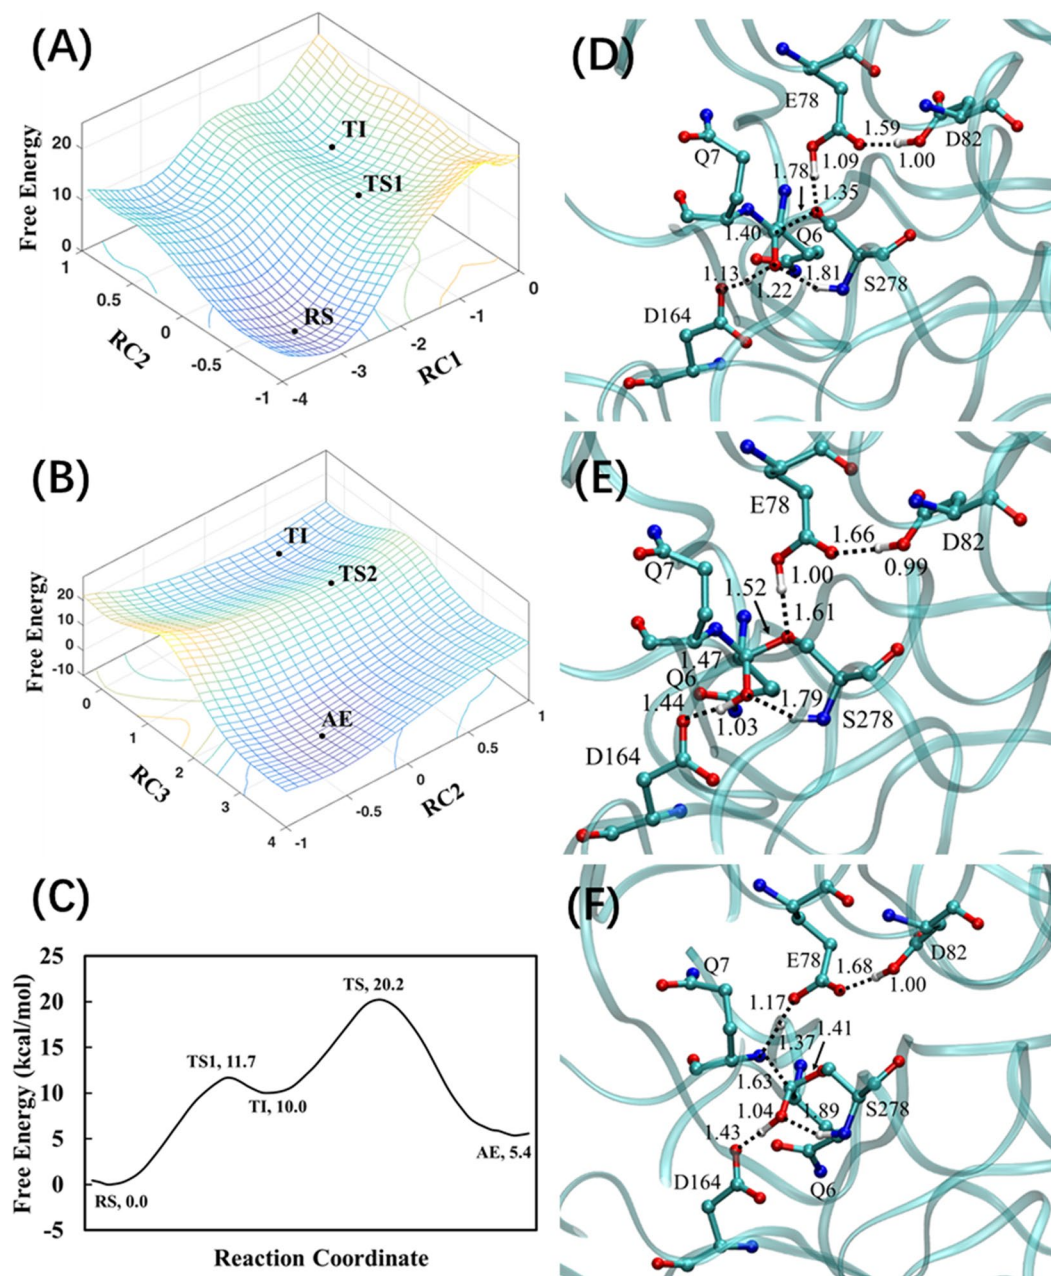 (A)
TI
TS1
RS
Free Energy
20
10
0
1
0.5
0
-0.5
-1
RC2
-4
-3
-2
-1
0
RC1
(D)
E78
1.59
D82
1.00
Q7
1.78
1.09
1.35
1.40
Q6
1.13
1.22
1.81
S278
D164
(B)
TI
TS2
AE
Free Energy
20
10
0
-10
0
1
2
3
4
RC3
-1
-0.5
0
0.5
1
RC2
(E)
E78
1.66
D82
0.99
Q7
1.00
1.52
1.61
1.47
Q6
1.44
1.03
1.79
S278
D164
(C)
25
20
15
10
5
0
-5
Free Energy (kcal/mol)
TS, 20.2
TS1, 11.7
TI, 10.0
AE, 5.4
RS, 0.0
Reaction Coordinate
(F)
E78
D82
Q7
1.68
1.00
1.17
1.41
1.37
1.63
1.04
1.89
S278
1.43
D164
Q6